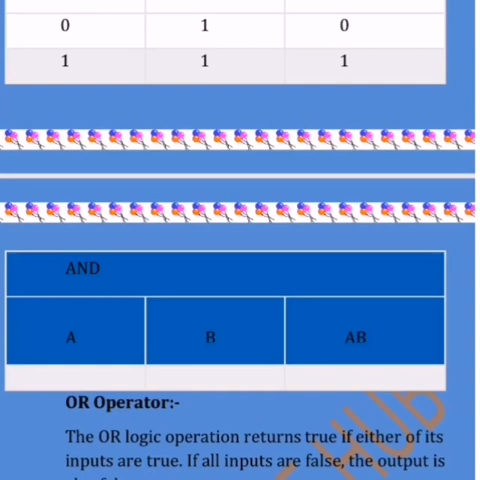 0 1 0
1 1 1
AND
A B AB
OR Operator:-
The OR logic operation returns true if either of its
inputs are true. If all inputs are false, the output is